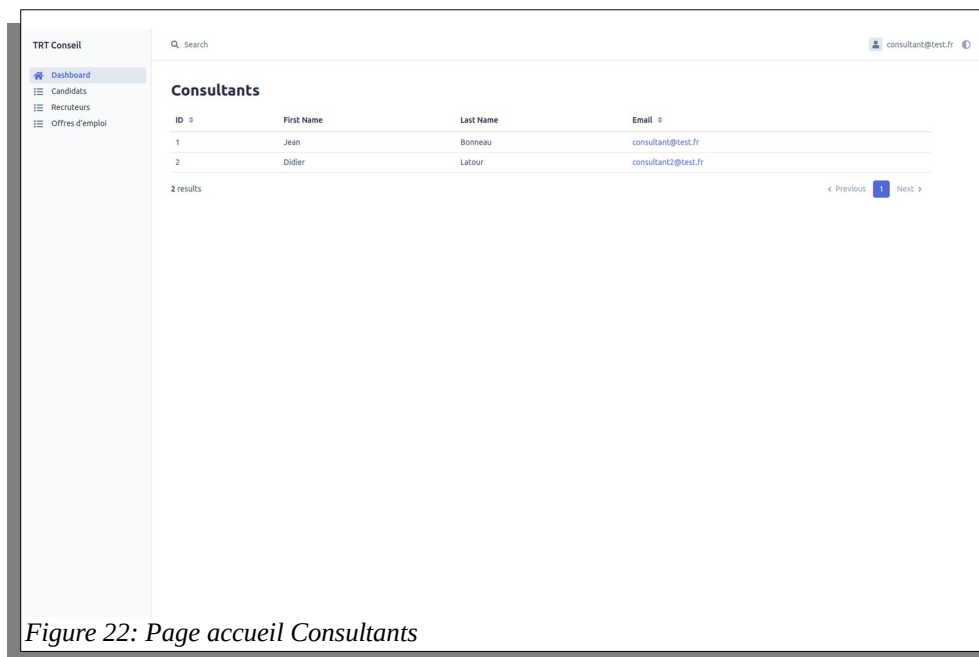 TRT Conseil
Search
consultant@test.fr
Dashboard
Candidats
Recruteurs
Offres d'emploi
Consultants
ID First Name Last Name Email
1 Jean Bonneau consultant@test.fr
2 Didier Latour consultant2@test.fr
2 results
‹ Previous 1 Next ›
Figure 22: Page accueil Consultants